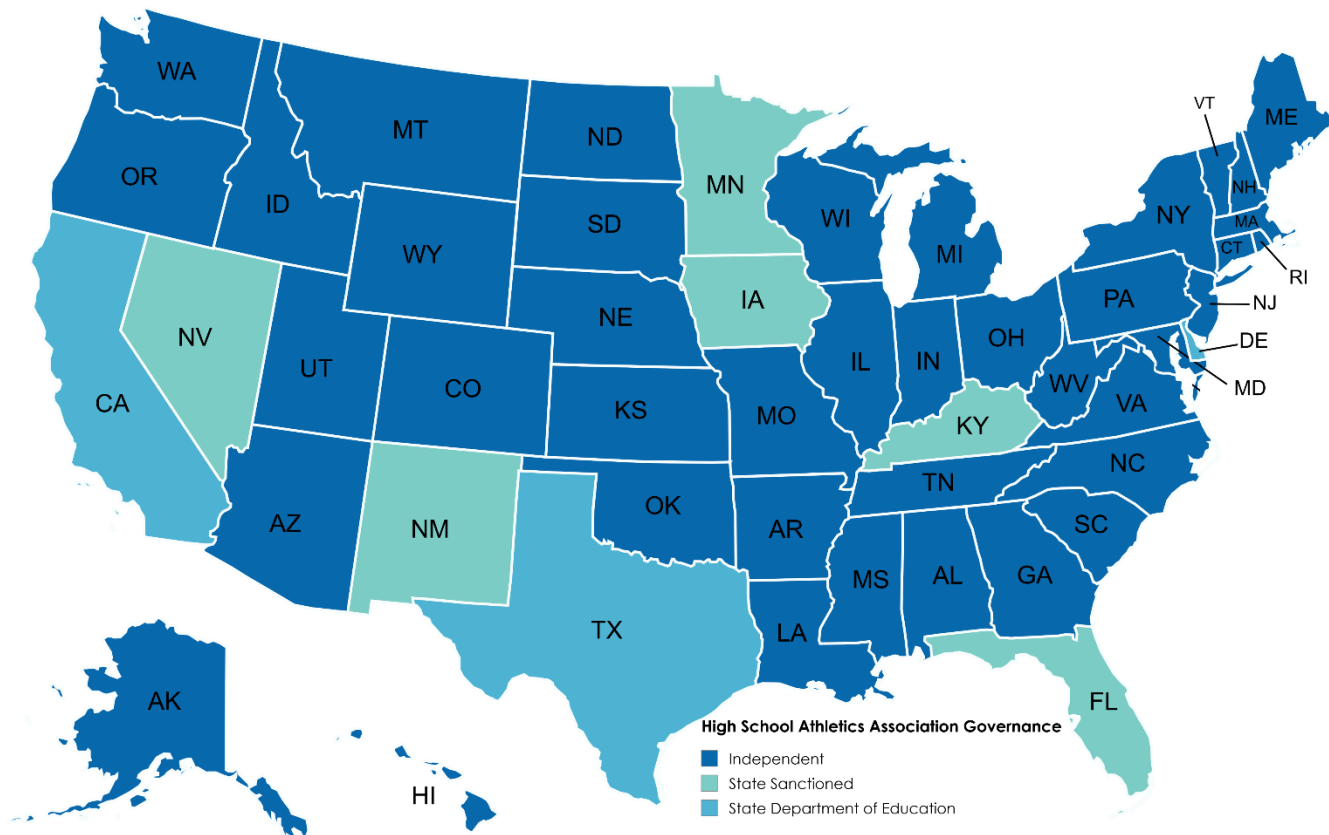 WA
MT
ND
MN
VT
ME
OR
ID
SD
WI
MI
NY
NH
MA
CT
RI
WY
IA
PA
NJ
NE
NV
UT
CO
IL
IN
OH
DE
WV
MD
VA
CA
KS
MO
KY
NC
TN
AZ
NM
OK
AR
SC
MS
AL
GA
TX
LA
AK
FL
HI
High School Athletics Association Governance
Independent
State Sanctioned
State Department of Education